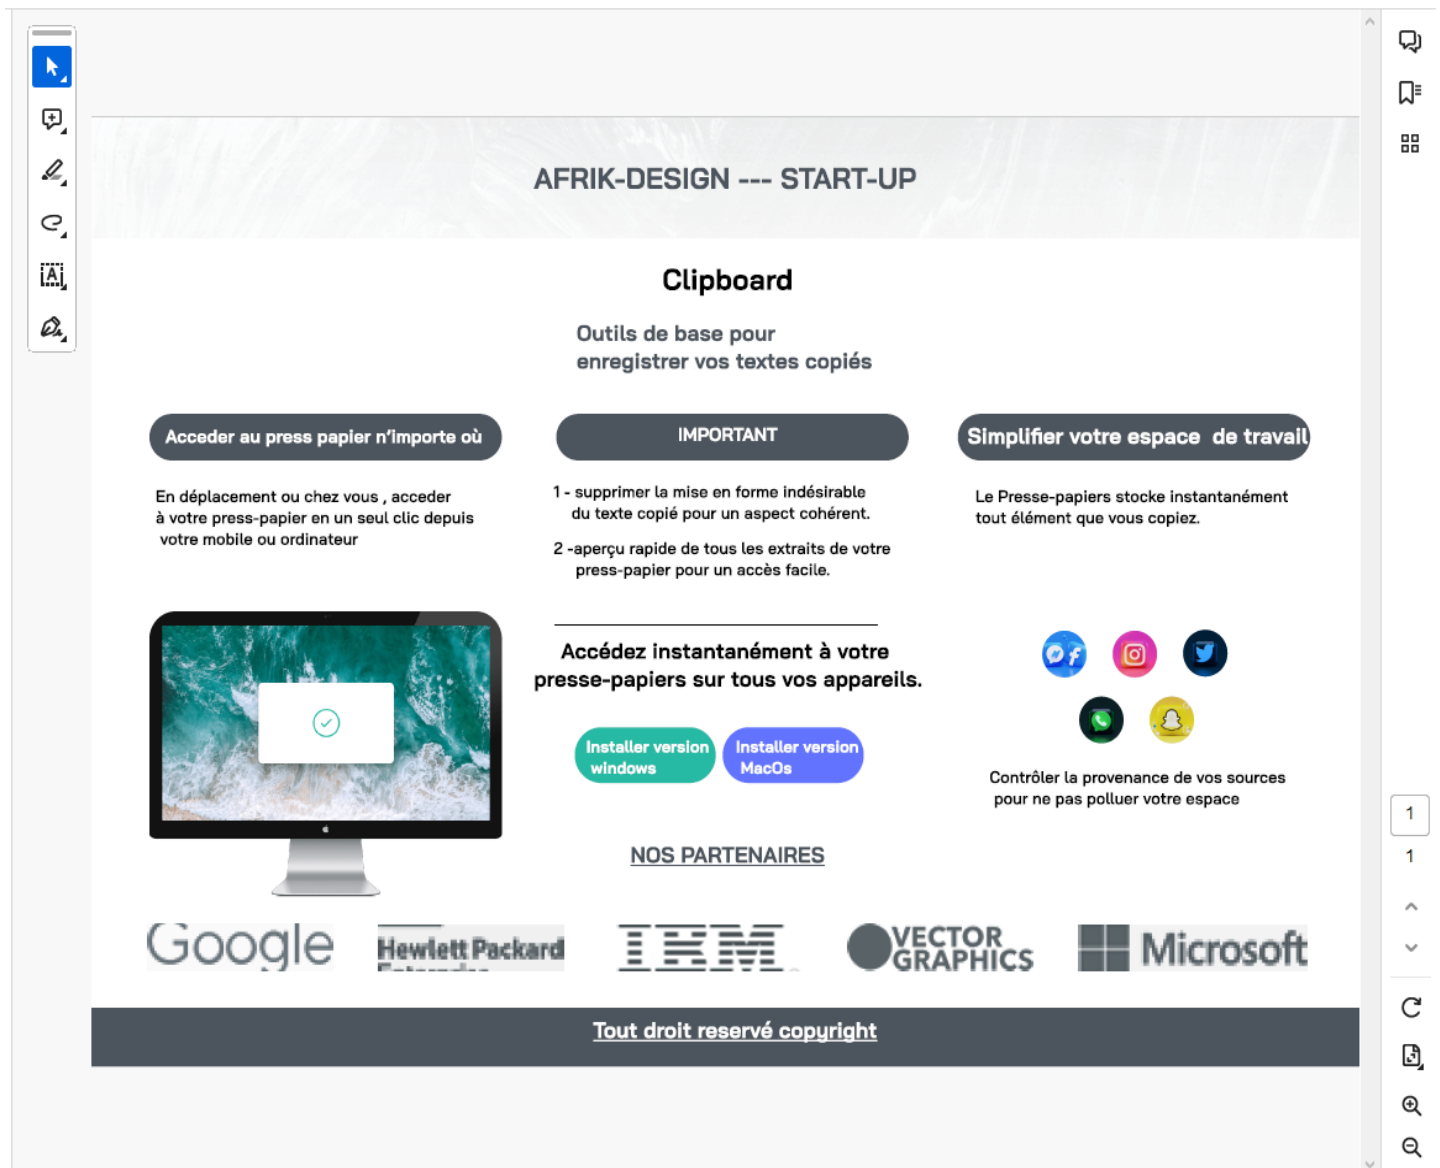 AFRIK-DESIGN --- START-UP
Clipboard
Outils de base pour
enregistrer vos textes copiés
Acceder au press papier n’importe où
En déplacement ou chez vous , acceder
à votre press-papier en un seul clic depuis
votre mobile ou ordinateur
IMPORTANT
1 - supprimer la mise en forme indésirable
du texte copié pour un aspect cohérent.
2 -aperçu rapide de tous les extraits de votre
press-papier pour un accès facile.
Simplifier votre espace de travail
Le Presse-papiers stocke instantanément
tout élément que vous copiez.
Accédez instantanément à votre
presse-papiers sur tous vos appareils.
Installer version
windows
Installer version
MacOs
Contrôler la provenance de vos sources
pour ne pas polluer votre espace
NOS PARTENAIRES
Google
Hewlett Packard
Enterprise
IBM
VECTOR
GRAPHICS
Microsoft
Tout droit reservé copyright
1
1